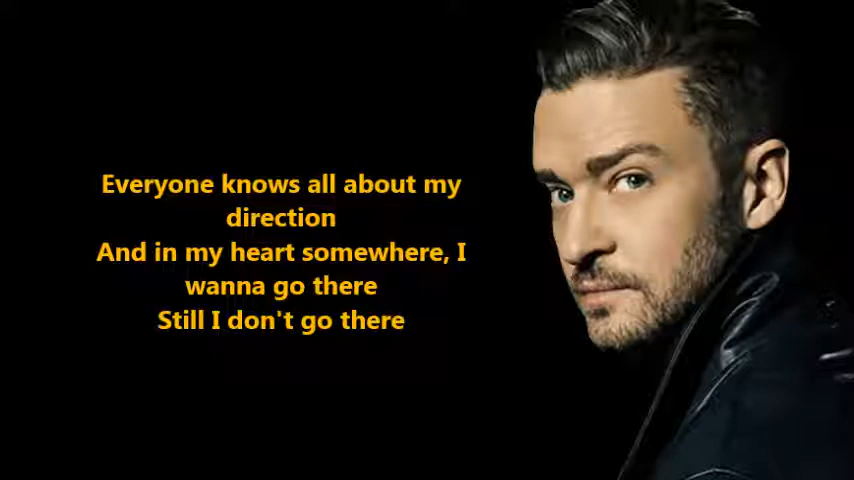 Everyone knows all about my
direction
And in my heart somewhere, I
wanna go there
Still I don't go there